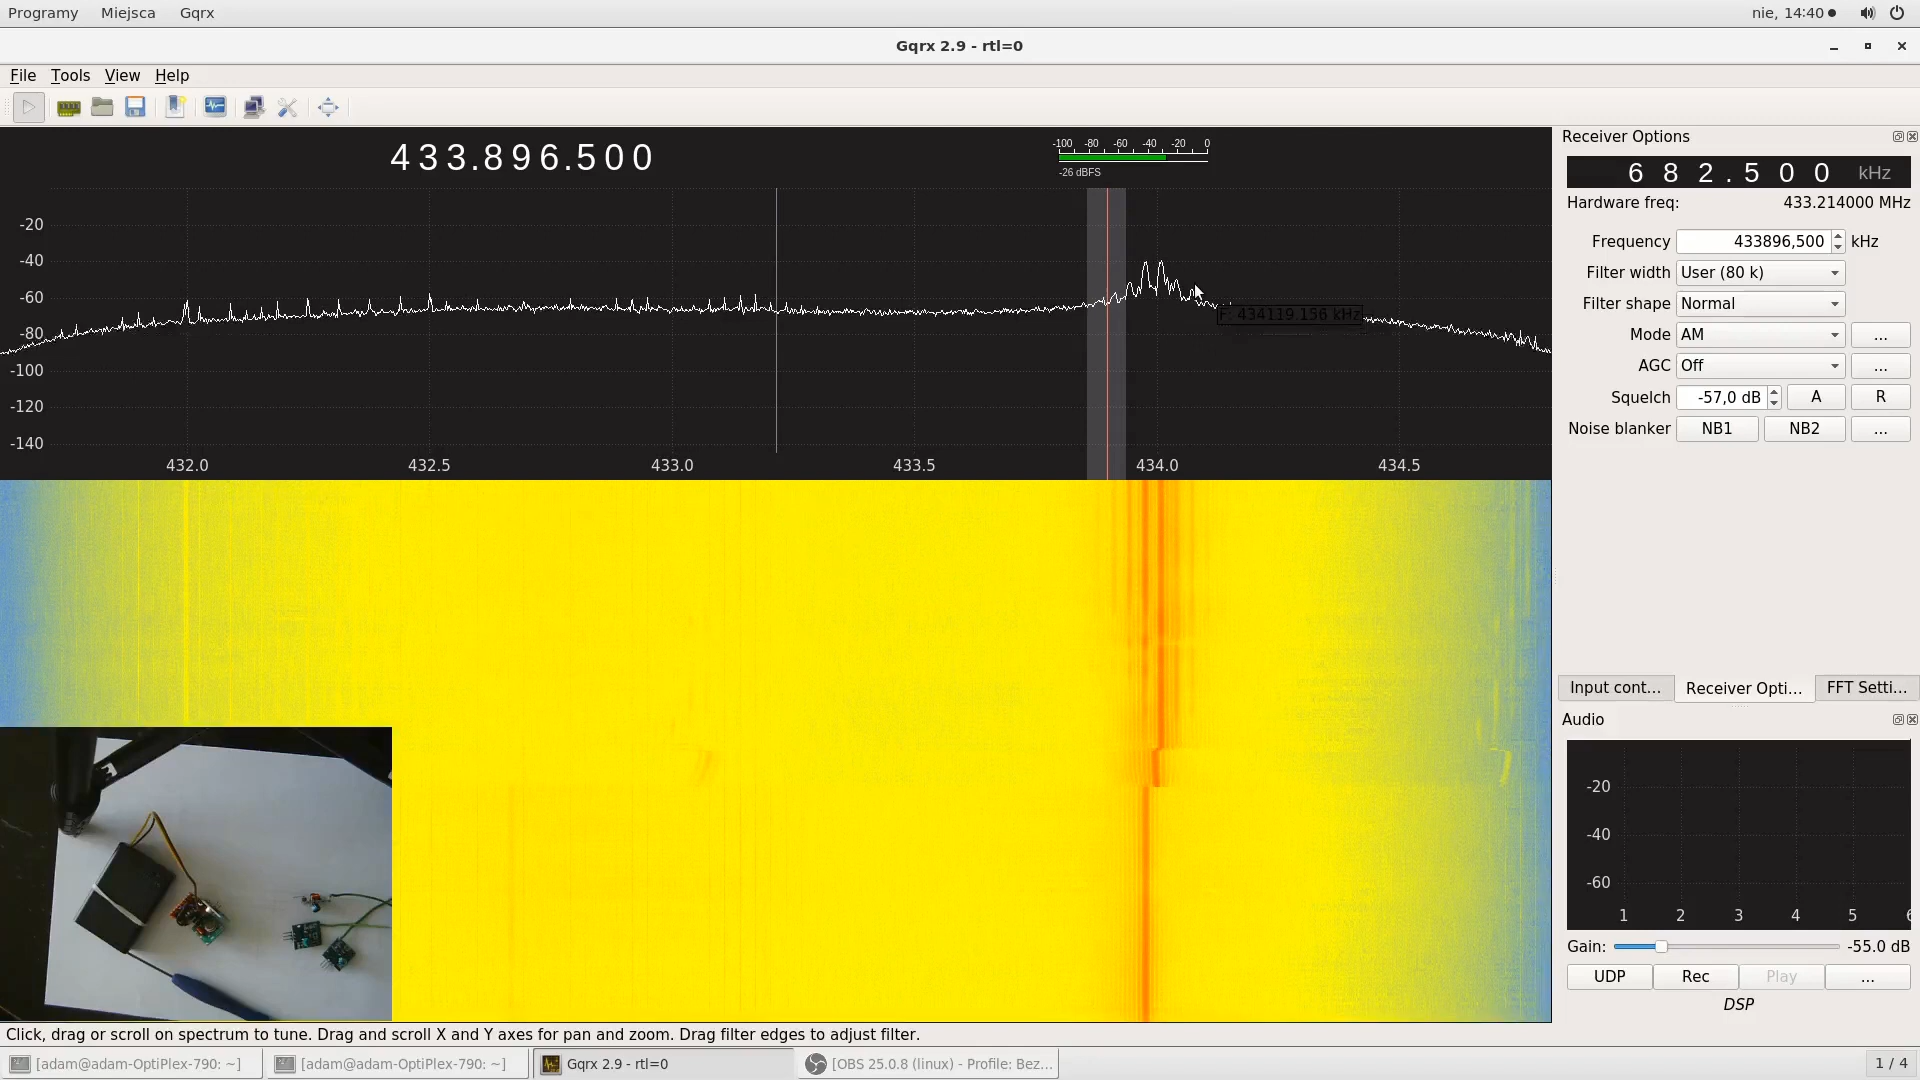 Programy Miejsca Gqrx nie, 14:40
Gqrx 2.9 - rtl=0
File Tools View Help
433.896.500
-100 -80 -60 -40 -20 0
-26 dBFS
-20
-40
-60
-80
-100
-120
-140
F: 434119.156 kHz
432.0 432.5 433.0 433.5 434.0 434.5
Receiver Options
682.500 kHz
Hardware freq: 433.214000 MHz
Frequency 433896,500 kHz
Filter width User (80 k)
Filter shape Normal
Mode AM ...
AGC Off ...
Squelch -57,0 dB A R
Noise blanker NB1 NB2 ...
Input cont... Receiver Opti... FFT Setti...
Audio
-20
-40
-60
1 2 3 4 5 6
Gain: -55.0 dB
UDP Rec Play ...
DSP
Click, drag or scroll on spectrum to tune. Drag and scroll X and Y axes for pan and zoom. Drag filter edges to adjust filter.
[adam@adam-OptiPlex-790: ~] [adam@adam-OptiPlex-790: ~] Gqrx 2.9 - rtl=0 [OBS 25.0.8 (linux) - Profile: Bez... 1 / 4